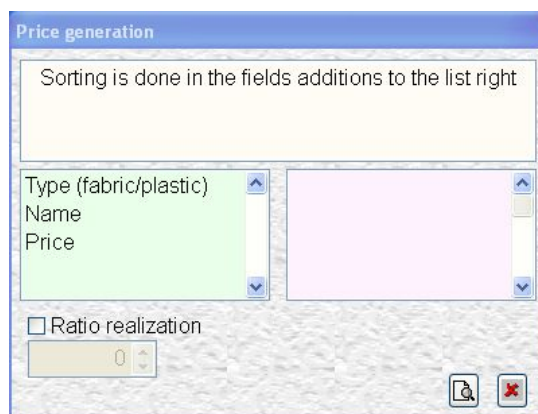 Price generation
Sorting is done in the fields additions to the list right
Type (fabric/plastic)
Name
Price
Ratio realization
0